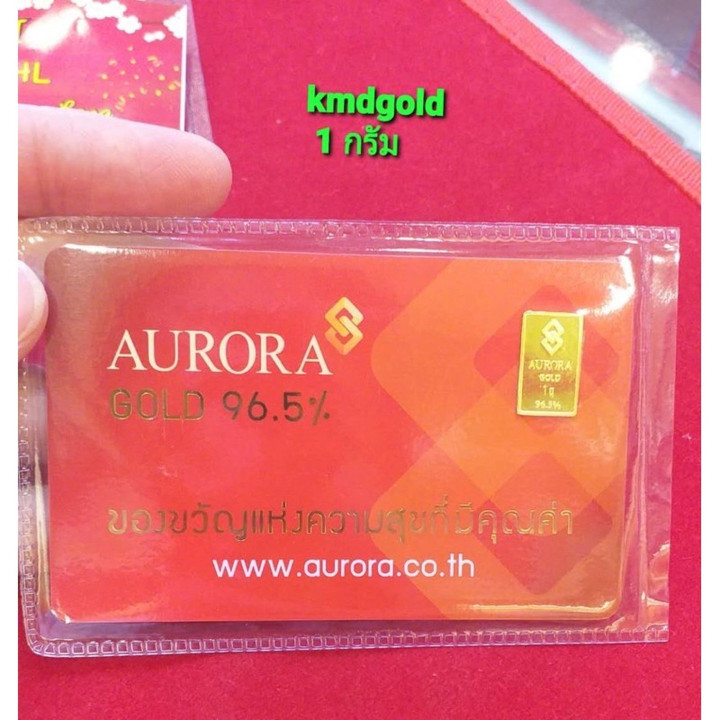 HL
kmdgold
1 กรัม
AURORA
GOLD 96.5%
AURORA
GOLD
1g
96.5%
ของขวัญแห่งความสุขที่มีคุณค่า
www.aurora.co.th